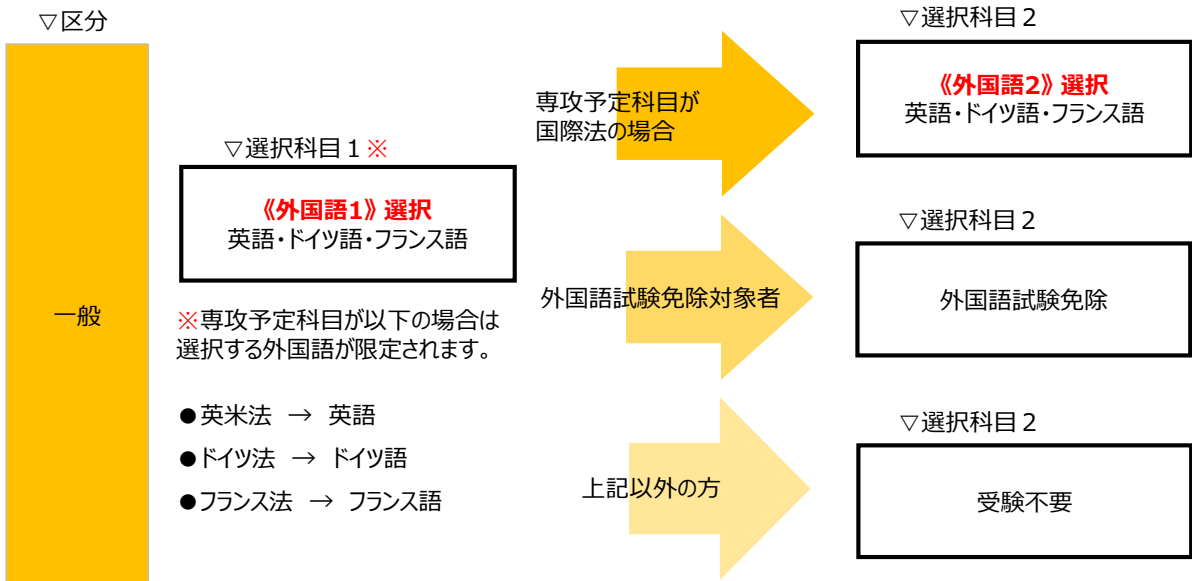 ▽区分
一般
▽選択科目1※
《外国語1》選択
英語・ドイツ語・フランス語
※専攻予定科目が以下の場合は
選択する外国語が限定されます。
●英米法 → 英語
●ドイツ法 → ドイツ語
●フランス法 → フランス語
専攻予定科目が
国際法の場合
▽選択科目2
《外国語2》選択
英語・ドイツ語・フランス語
外国語試験免除対象者
▽選択科目2
外国語試験免除
上記以外の方
▽選択科目2
受験不要